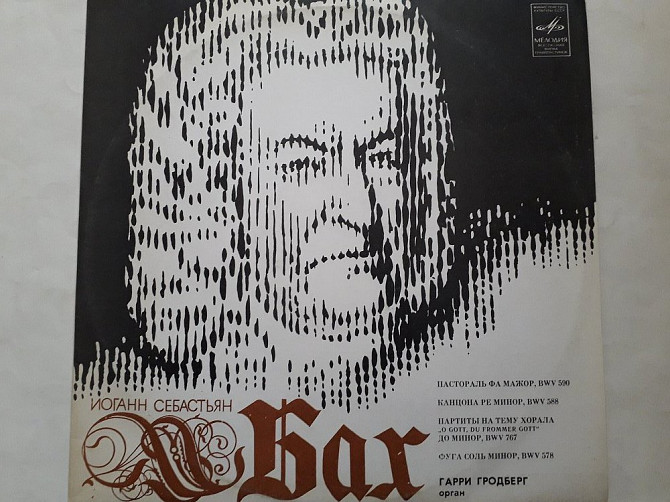 МЕЛОДИЯ
ИОГАНН СЕБАСТЬЯН
Бах
ПАСТОРАЛЬ ФА МАЖОР, BWV 590
КАНЦОНА РЕ МИНОР, BWV 588
ПАРТИТЫ НА ТЕМУ ХОРАЛА
„O GOTT, DU FROMMER GOTT“
ДО МИНОР, BWV 767
ФУГА СОЛЬ МИНОР, BWV 578
ГАРРИ ГРОДБЕРГ
орган